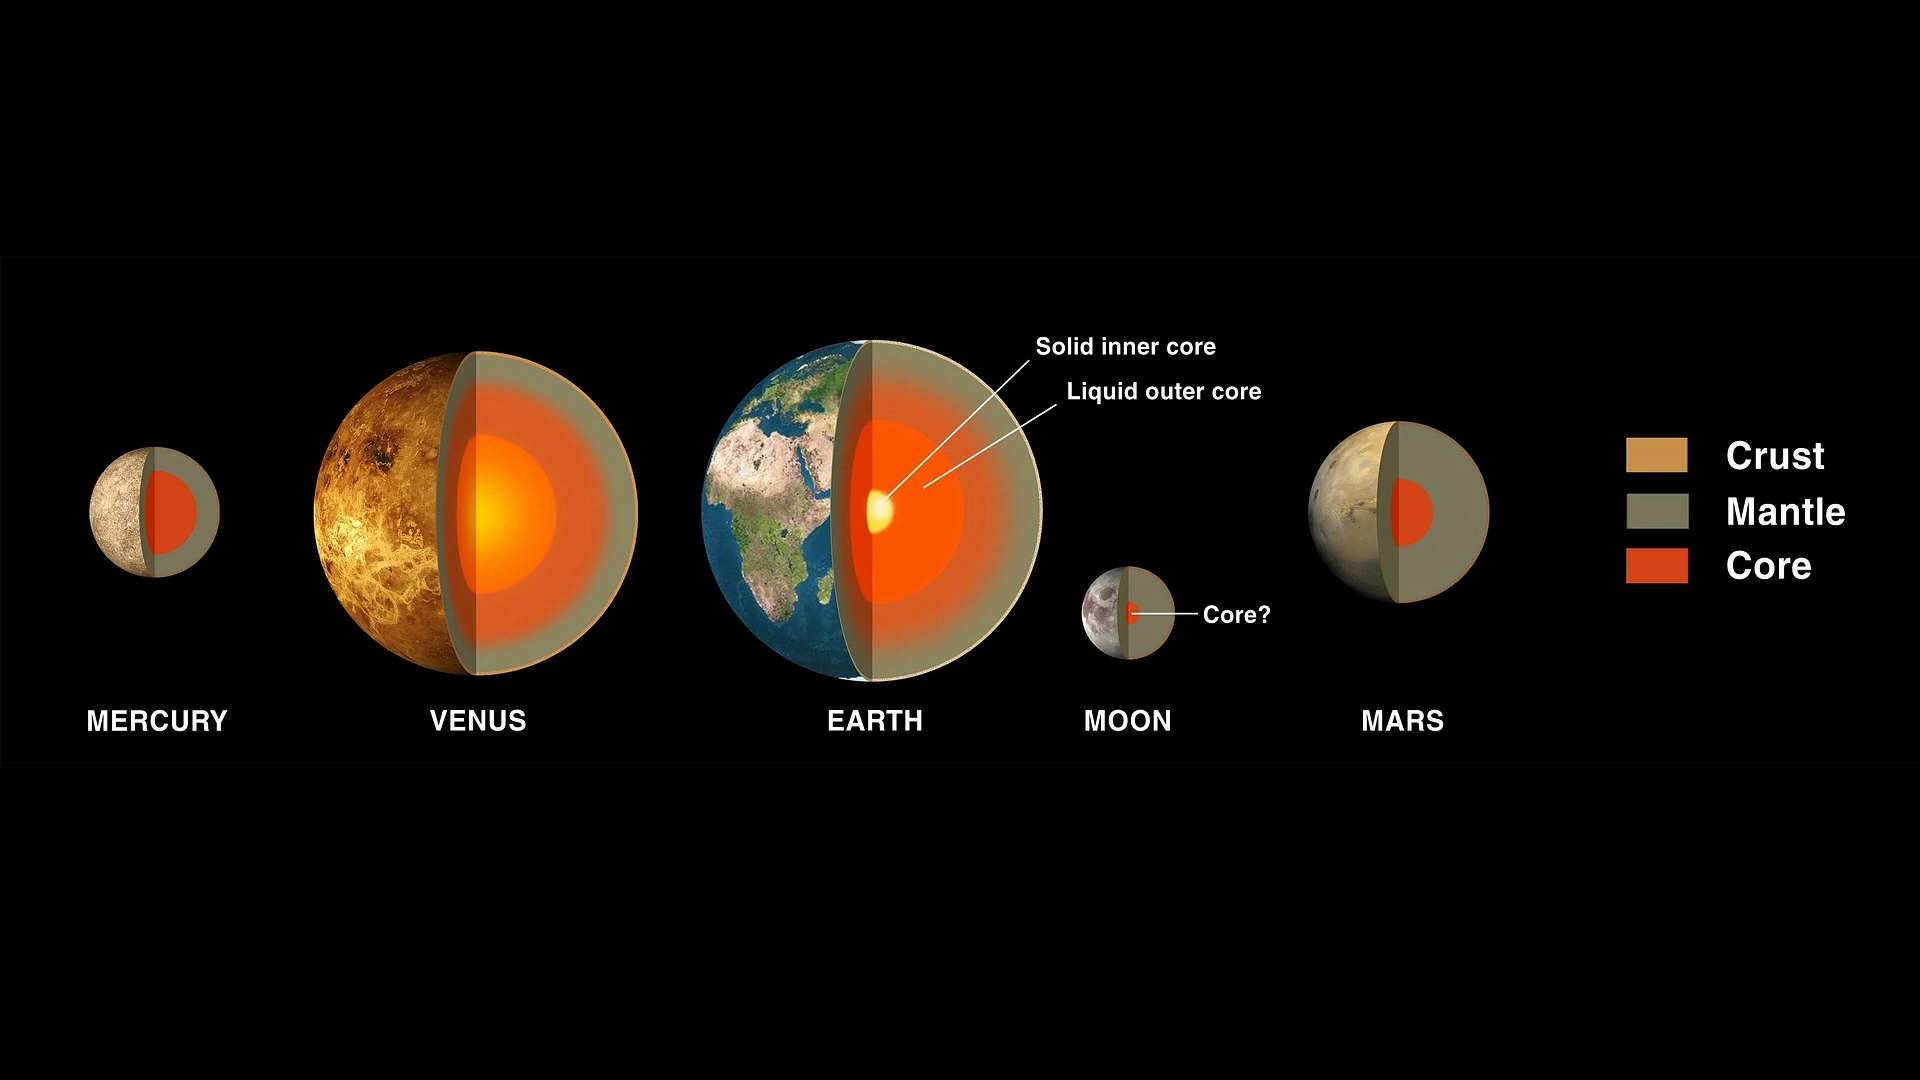 Solid inner core
Liquid outer core
Core?
MERCURY
VENUS
EARTH
MOON
MARS
Crust
Mantle
Core